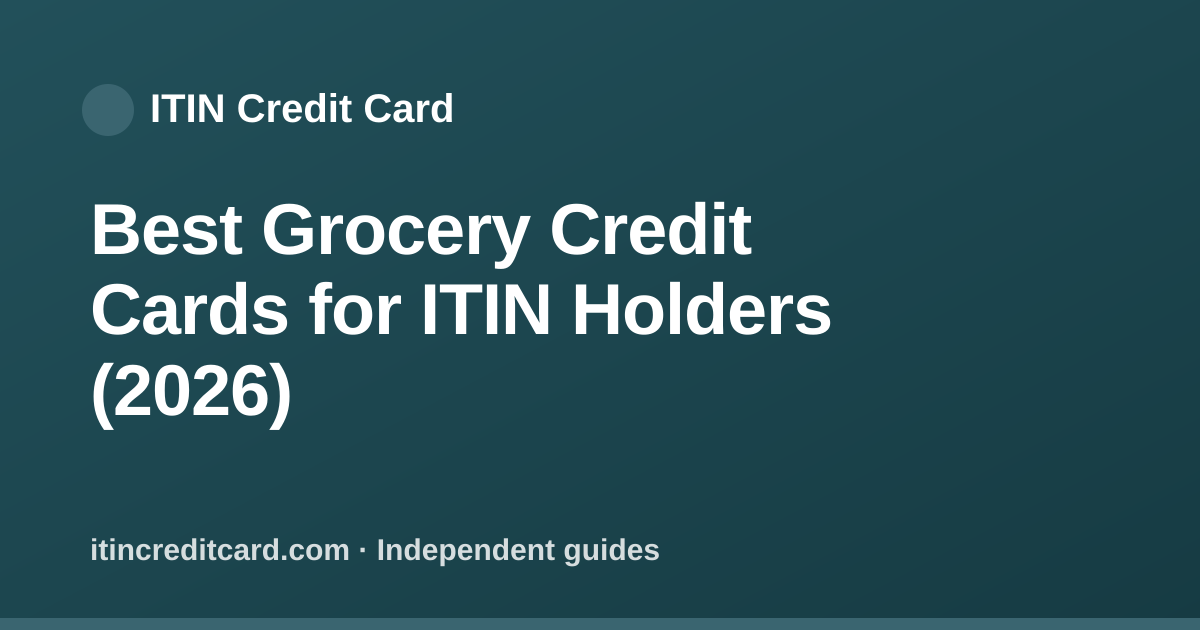 ITIN Credit Card
Best Grocery Credit
Cards for ITIN Holders
(2026)
itincreditcard.com · Independent guides